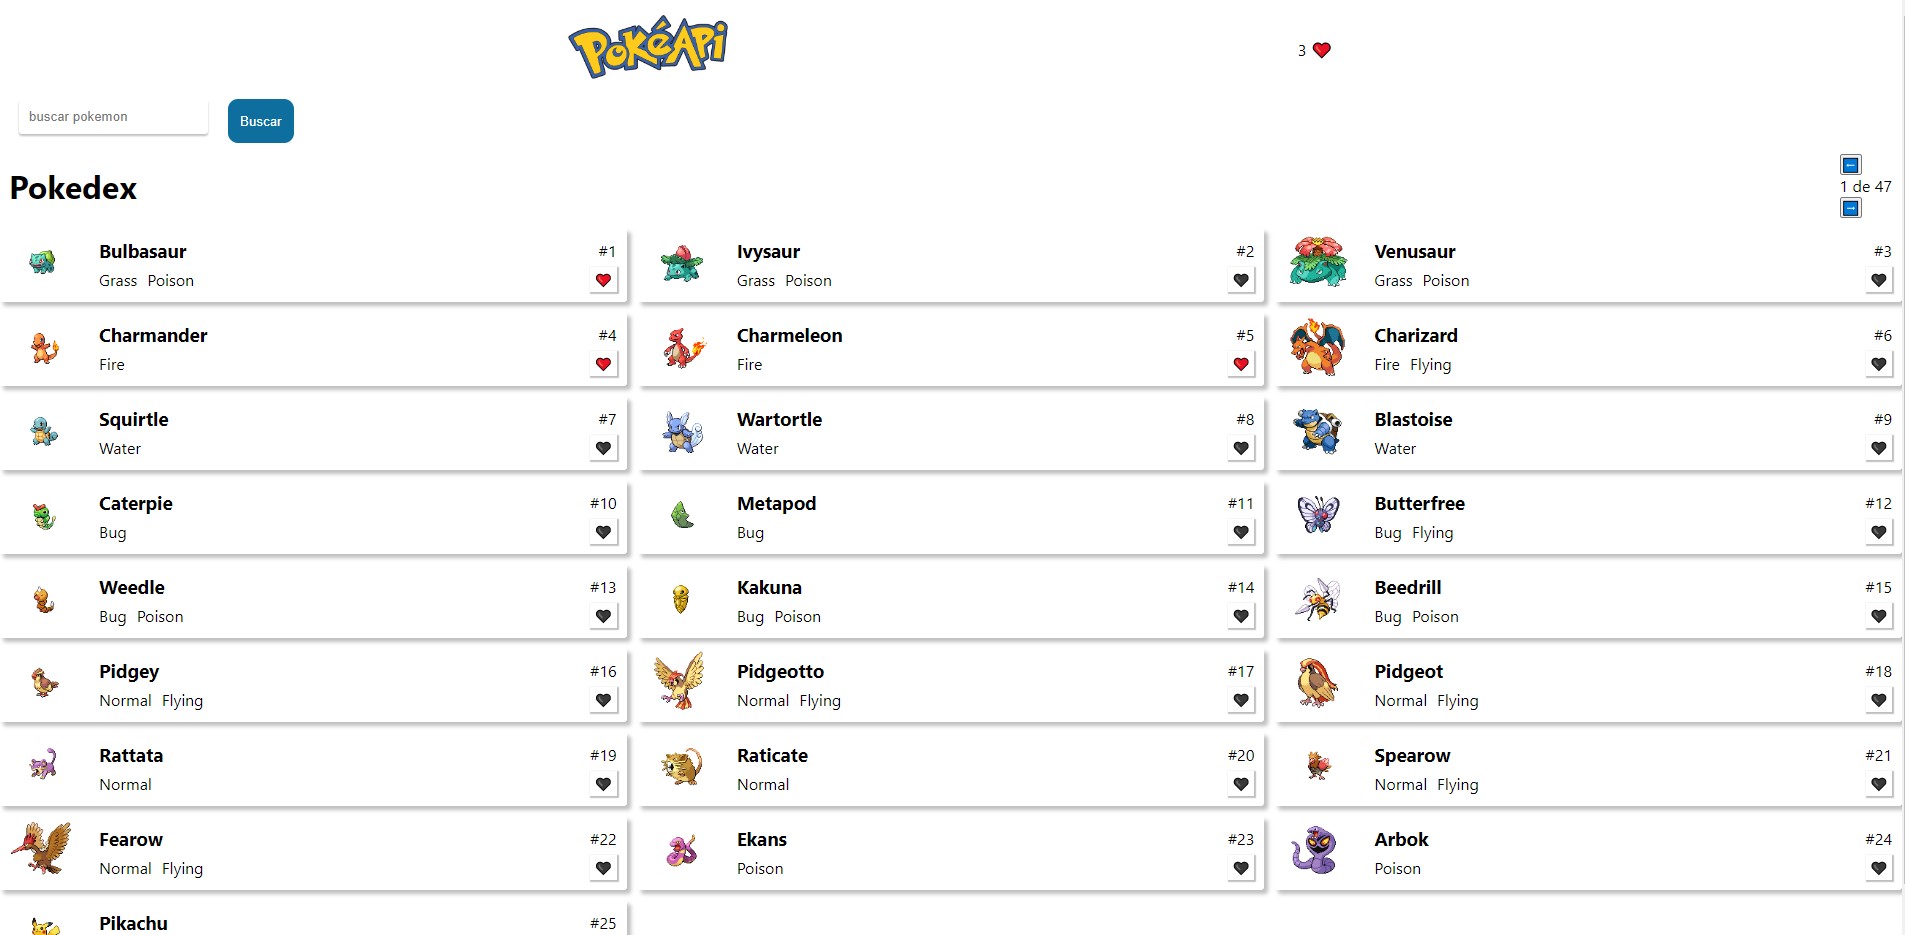 PokéAPI
3 ❤️
buscar pokemon
Buscar
Pokedex
←
1 de 47
→
Bulbasaur #1
Grass Poison
Ivysaur #2
Grass Poison
Venusaur #3
Grass Poison
Charmander #4
Fire
Charmeleon #5
Fire
Charizard #6
Fire Flying
Squirtle #7
Water
Wartortle #8
Water
Blastoise #9
Water
Caterpie #10
Bug
Metapod #11
Bug
Butterfree #12
Bug Flying
Weedle #13
Bug Poison
Kakuna #14
Bug Poison
Beedrill #15
Bug Poison
Pidgey #16
Normal Flying
Pidgeotto #17
Normal Flying
Pidgeot #18
Normal Flying
Rattata #19
Normal
Raticate #20
Normal
Spearow #21
Normal Flying
Fearow #22
Normal Flying
Ekans #23
Poison
Arbok #24
Poison
Pikachu #25